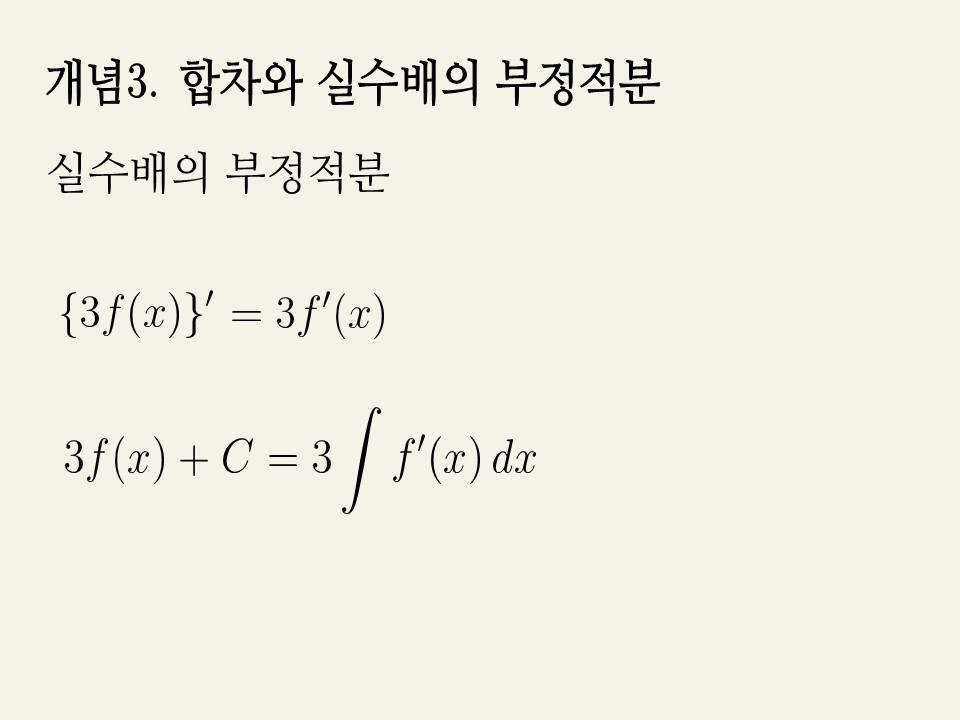 개념3. 합차와 실수배의 부정적분
실수배의 부정적분
{3f(x)}′ = 3f′(x)
3f(x) + C = 3∫ f′(x) dx